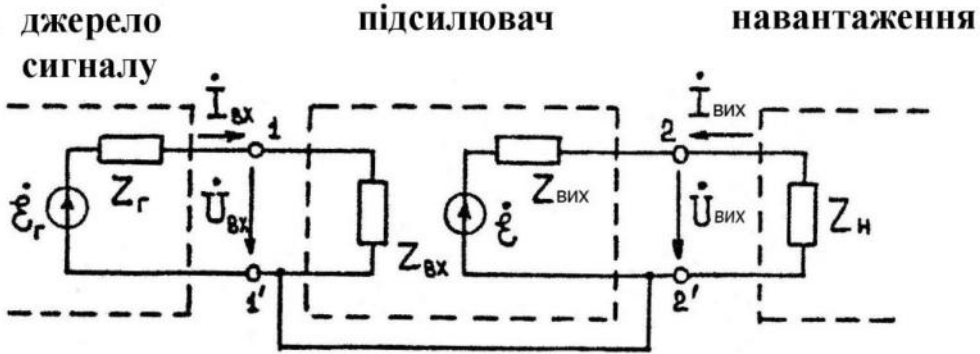 джерело
сигналу
підсилювач
навантаження
İвх
1
2
İвих
Zг
Ėг
U̇вх
Zвх
Zвих
Ė
U̇вих
Zн
1'
2'